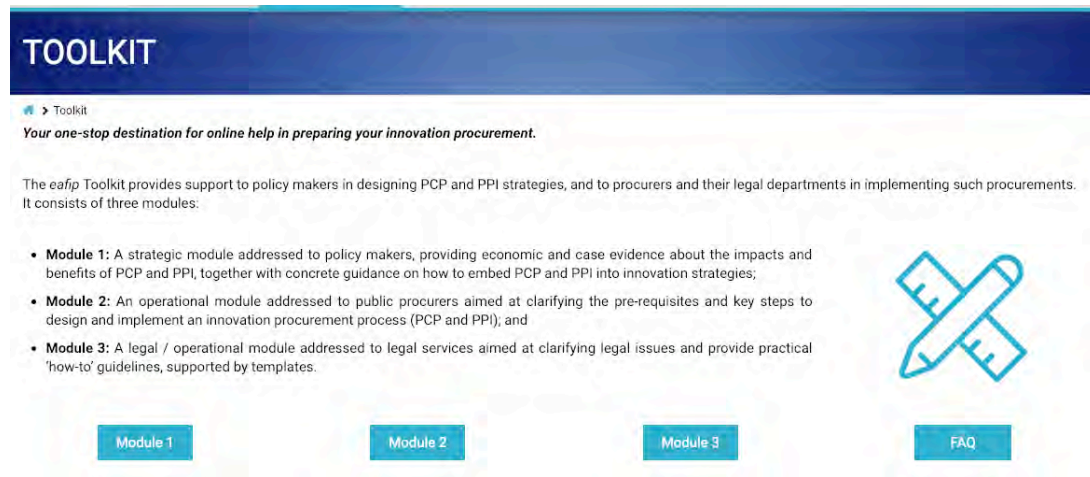 TOOLKIT
> Toolkit
Your one-stop destination for online help in preparing your innovation procurement.
The eafip Toolkit provides support to policy makers in designing PCP and PPI strategies, and to procurers and their legal departments in implementing such procurements.
It consists of three modules:
• Module 1: A strategic module addressed to policy makers, providing economic and case evidence about the impacts and
benefits of PCP and PPI, together with concrete guidance on how to embed PCP and PPI into innovation strategies;
• Module 2: An operational module addressed to public procurers aimed at clarifying the pre-requisites and key steps to
design and implement an innovation procurement process (PCP and PPI); and
• Module 3: A legal / operational module addressed to legal services aimed at clarifying legal issues and provide practical
'how-to' guidelines, supported by templates.
Module 1
Module 2
Module 3
FAQ